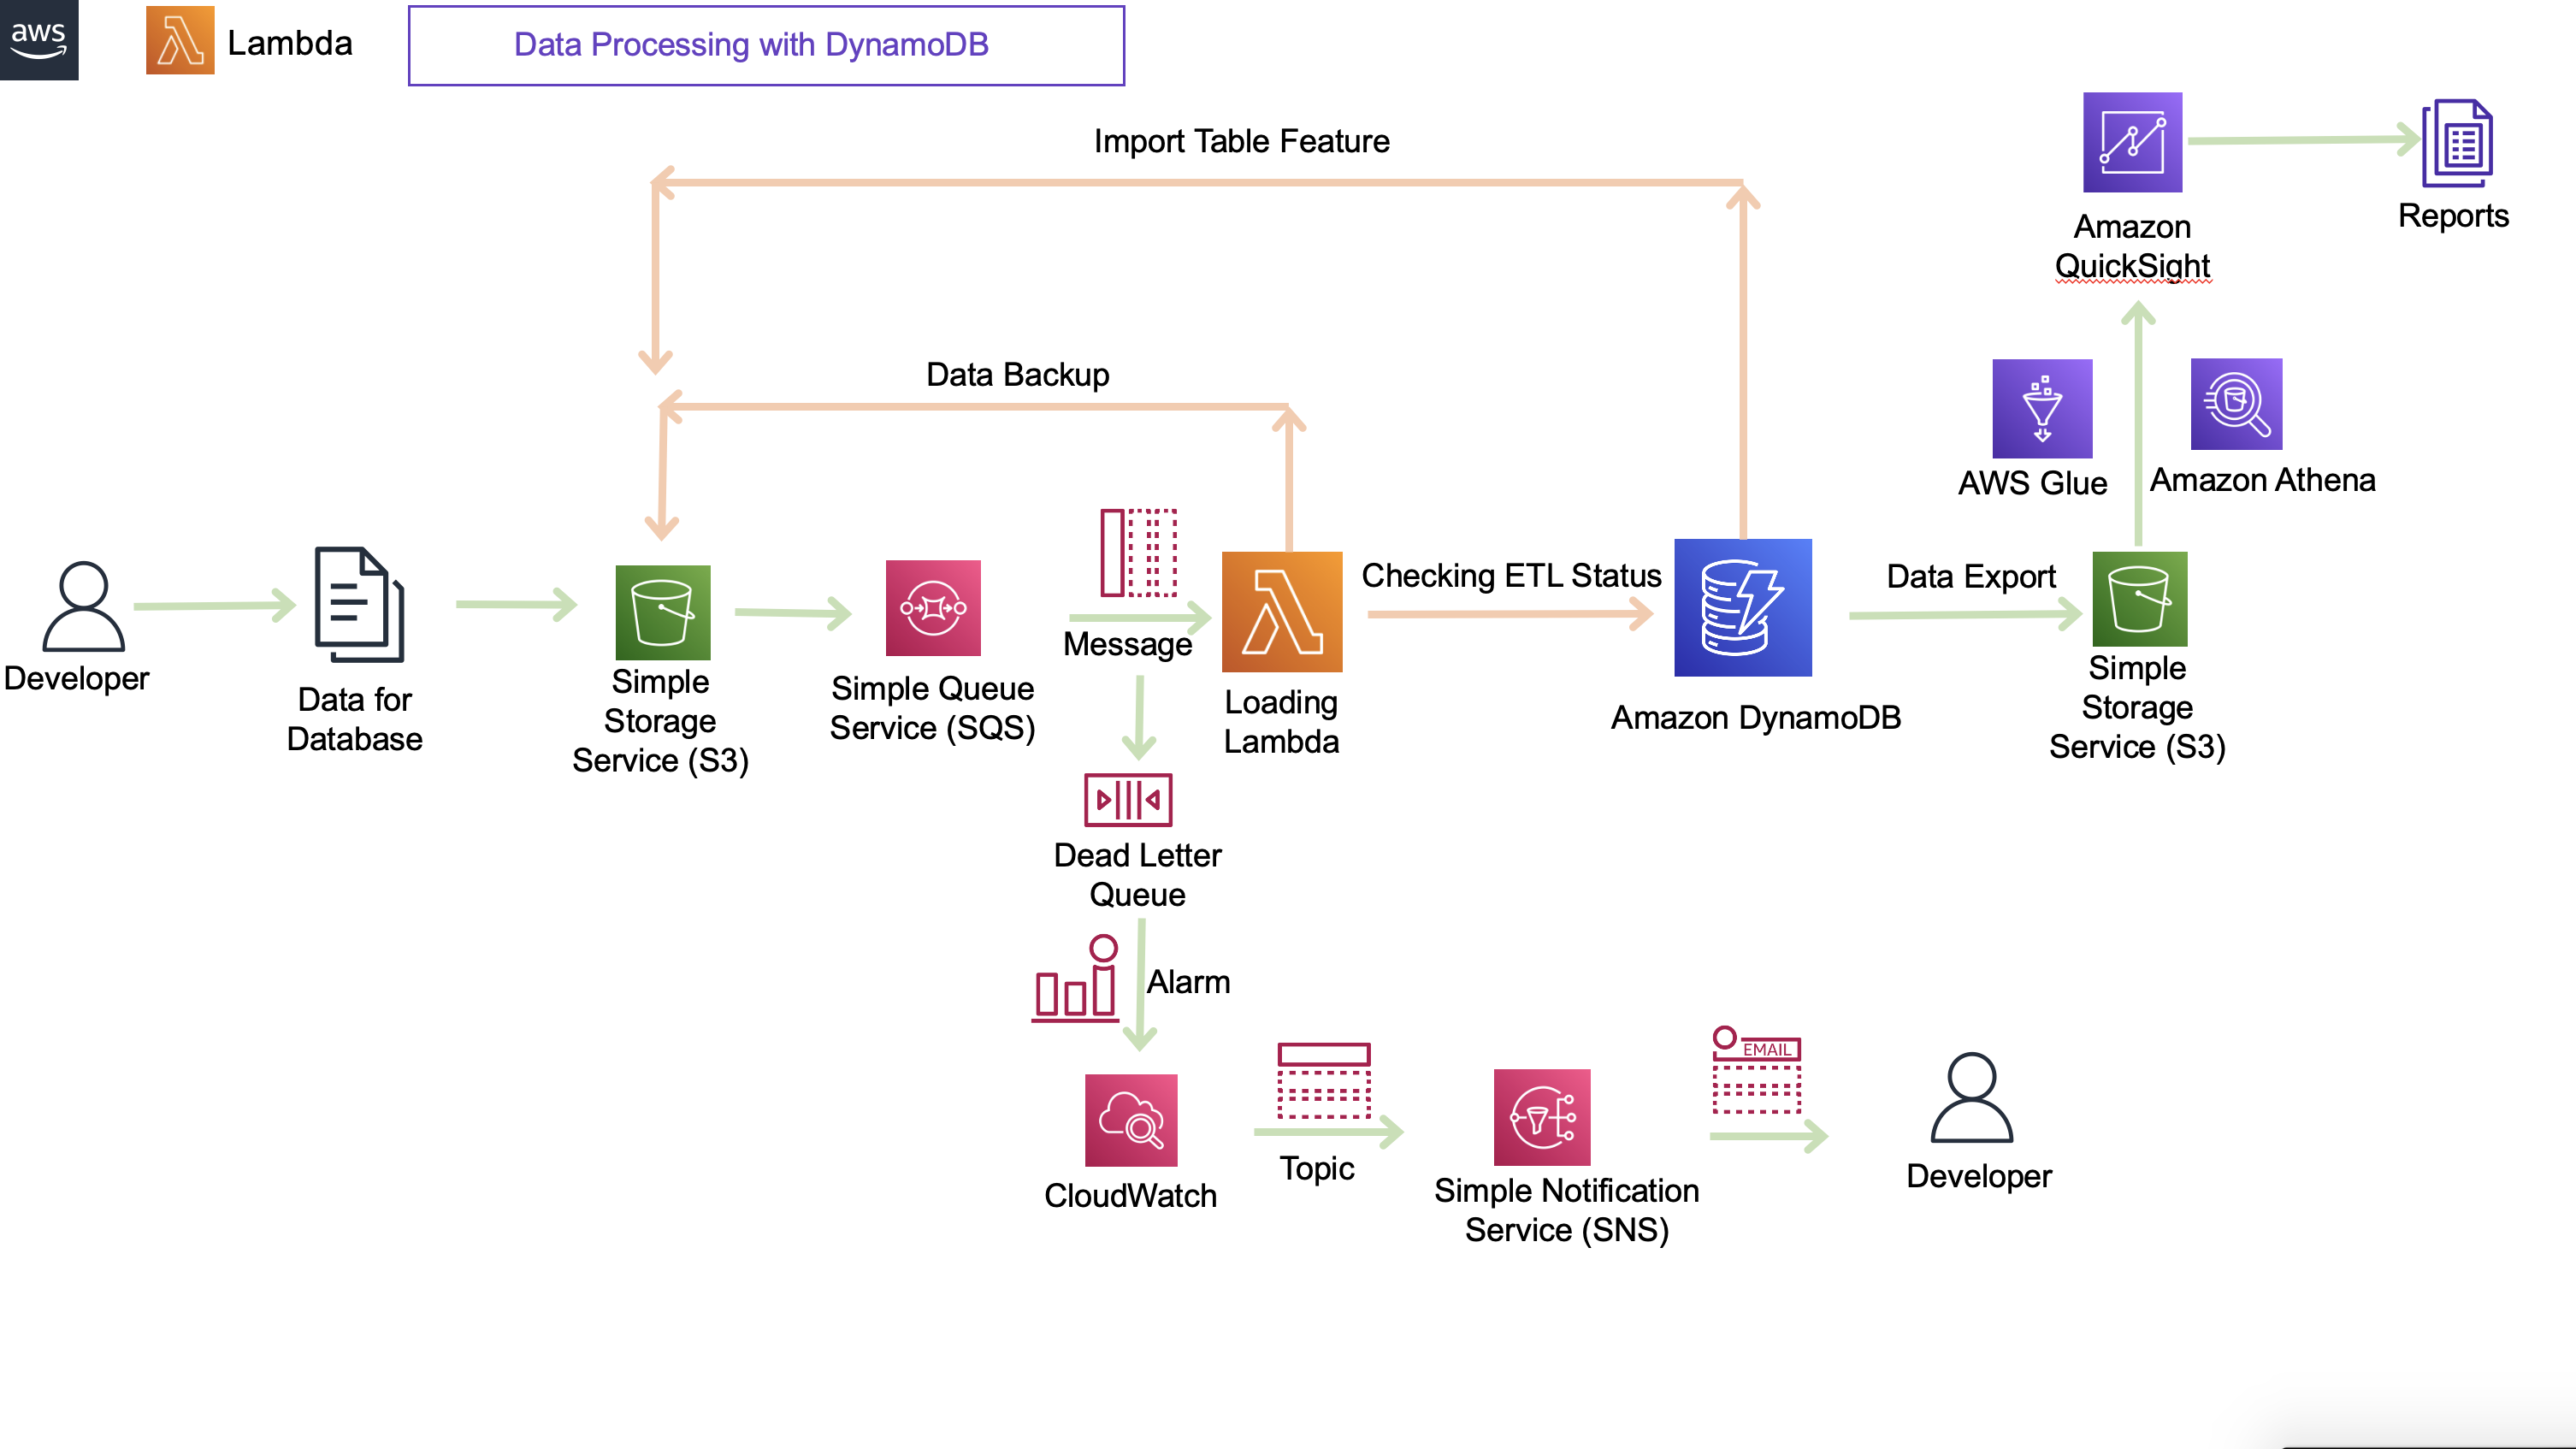 aws
Lambda
Data Processing with DynamoDB
Import Table Feature
Amazon
QuickSight
Reports
Data Backup
AWS Glue
Amazon Athena
Checking ETL Status
Data Export
Message
Developer
Data for
Database
Simple
Storage
Service (S3)
Simple Queue
Service (SQS)
Loading
Lambda
Amazon DynamoDB
Simple
Storage
Service (S3)
Dead Letter
Queue
Alarm
EMAIL
CloudWatch
Topic
Simple Notification
Service (SNS)
Developer